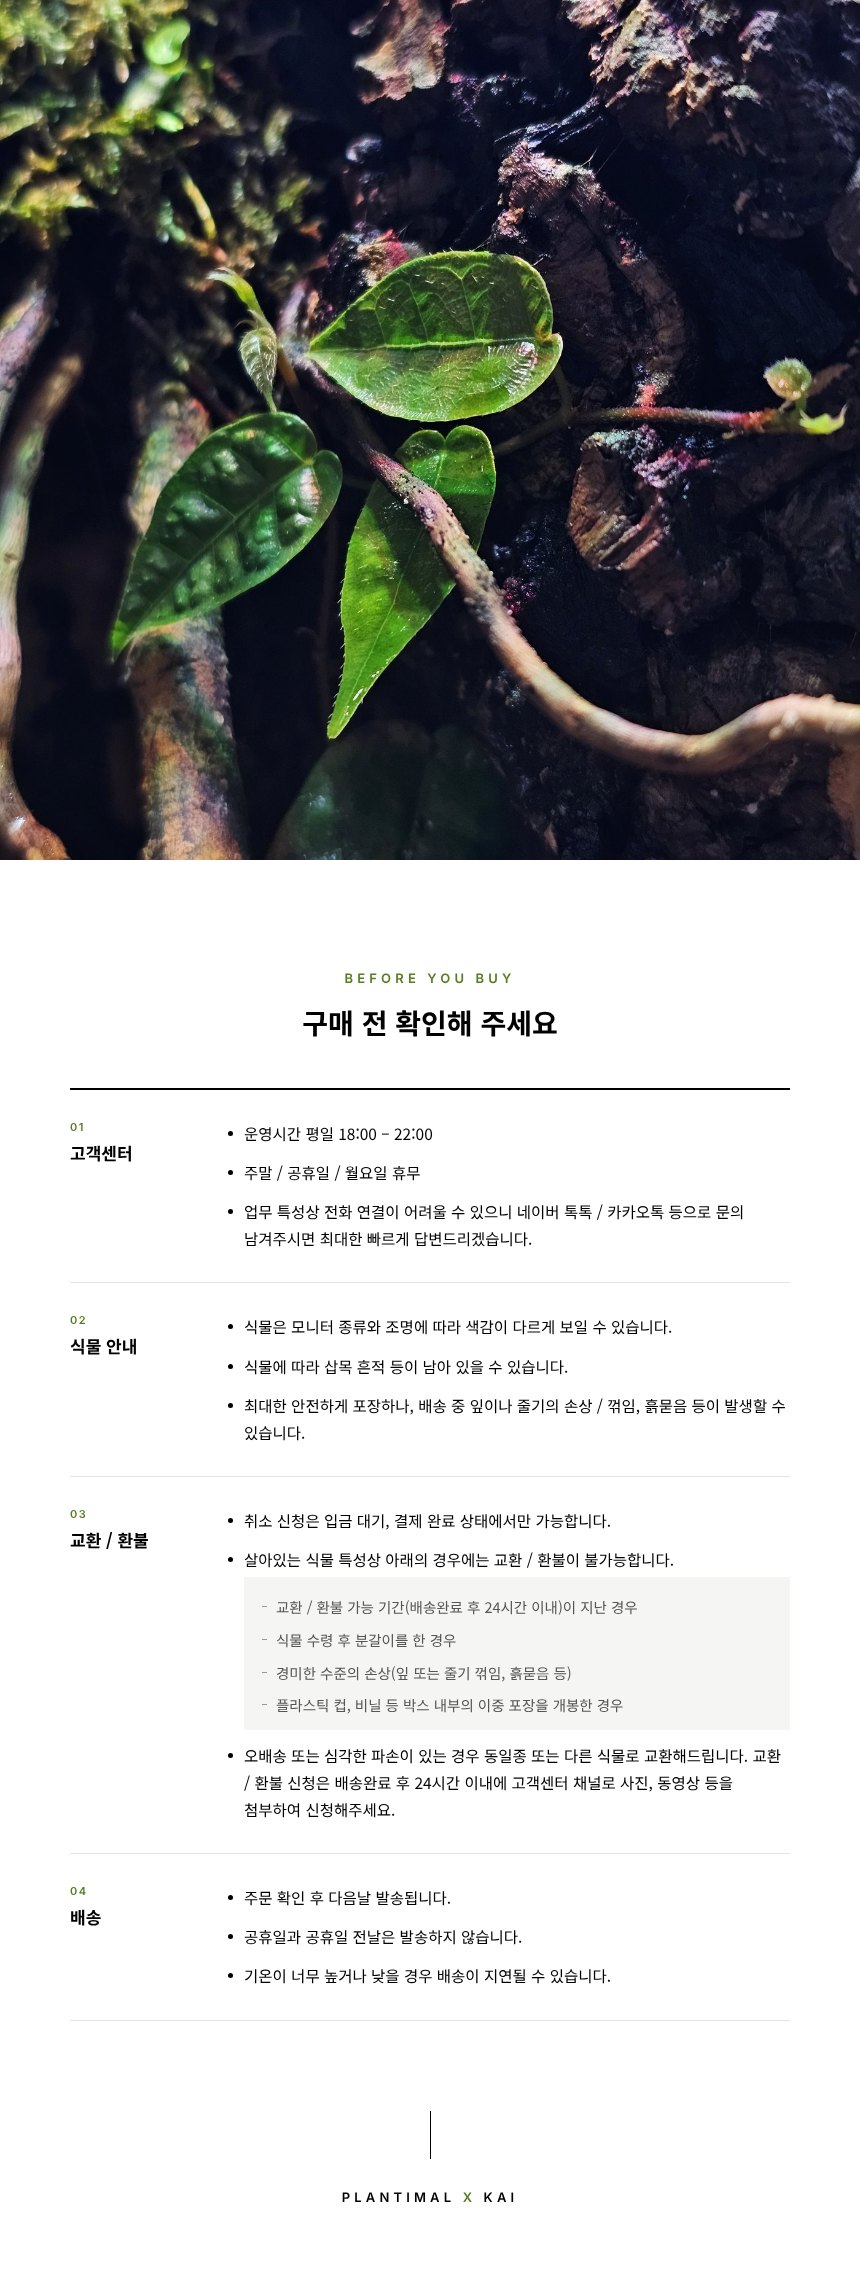 BEFORE YOU BUY
구매 전 확인해 주세요
01
고객센터
운영시간 평일 18:00 – 22:00
주말 / 공휴일 / 월요일 휴무
업무 특성상 전화 연결이 어려울 수 있으니 네이버 톡톡 / 카카오톡 등으로 문의
남겨주시면 최대한 빠르게 답변드리겠습니다.
02
식물 안내
식물은 모니터 종류와 조명에 따라 색감이 다르게 보일 수 있습니다.
식물에 따라 삽목 흔적 등이 남아 있을 수 있습니다.
최대한 안전하게 포장하나, 배송 중 잎이나 줄기의 손상 / 꺾임, 흙묻음 등이 발생할 수
있습니다.
03
교환 / 환불
취소 신청은 입금 대기, 결제 완료 상태에서만 가능합니다.
살아있는 식물 특성상 아래의 경우에는 교환 / 환불이 불가능합니다.
– 교환 / 환불 가능 기간(배송완료 후 24시간 이내)이 지난 경우
– 식물 수령 후 분갈이를 한 경우
– 경미한 수준의 손상(잎 또는 줄기 꺾임, 흙묻음 등)
– 플라스틱 컵, 비닐 등 박스 내부의 이중 포장을 개봉한 경우
오배송 또는 심각한 파손이 있는 경우 동일종 또는 다른 식물로 교환해드립니다. 교환
/ 환불 신청은 배송완료 후 24시간 이내에 고객센터 채널로 사진, 동영상 등을
첨부하여 신청해주세요.
04
배송
주문 확인 후 다음날 발송됩니다.
공휴일과 공휴일 전날은 발송하지 않습니다.
기온이 너무 높거나 낮을 경우 배송이 지연될 수 있습니다.
PLANTIMAL X KAI